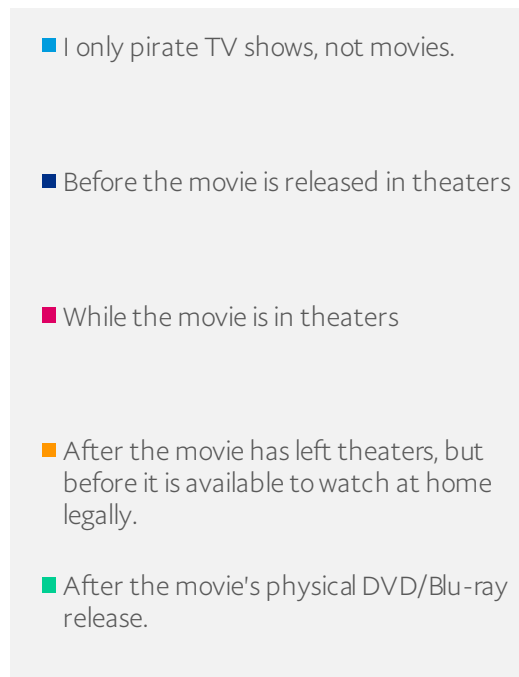 I only pirate TV shows, not movies.
Before the movie is released in theaters
While the movie is in theaters
After the movie has left theaters, but
before it is available to watch at home
legally.
After the movie's physical DVD/Blu-ray
release.